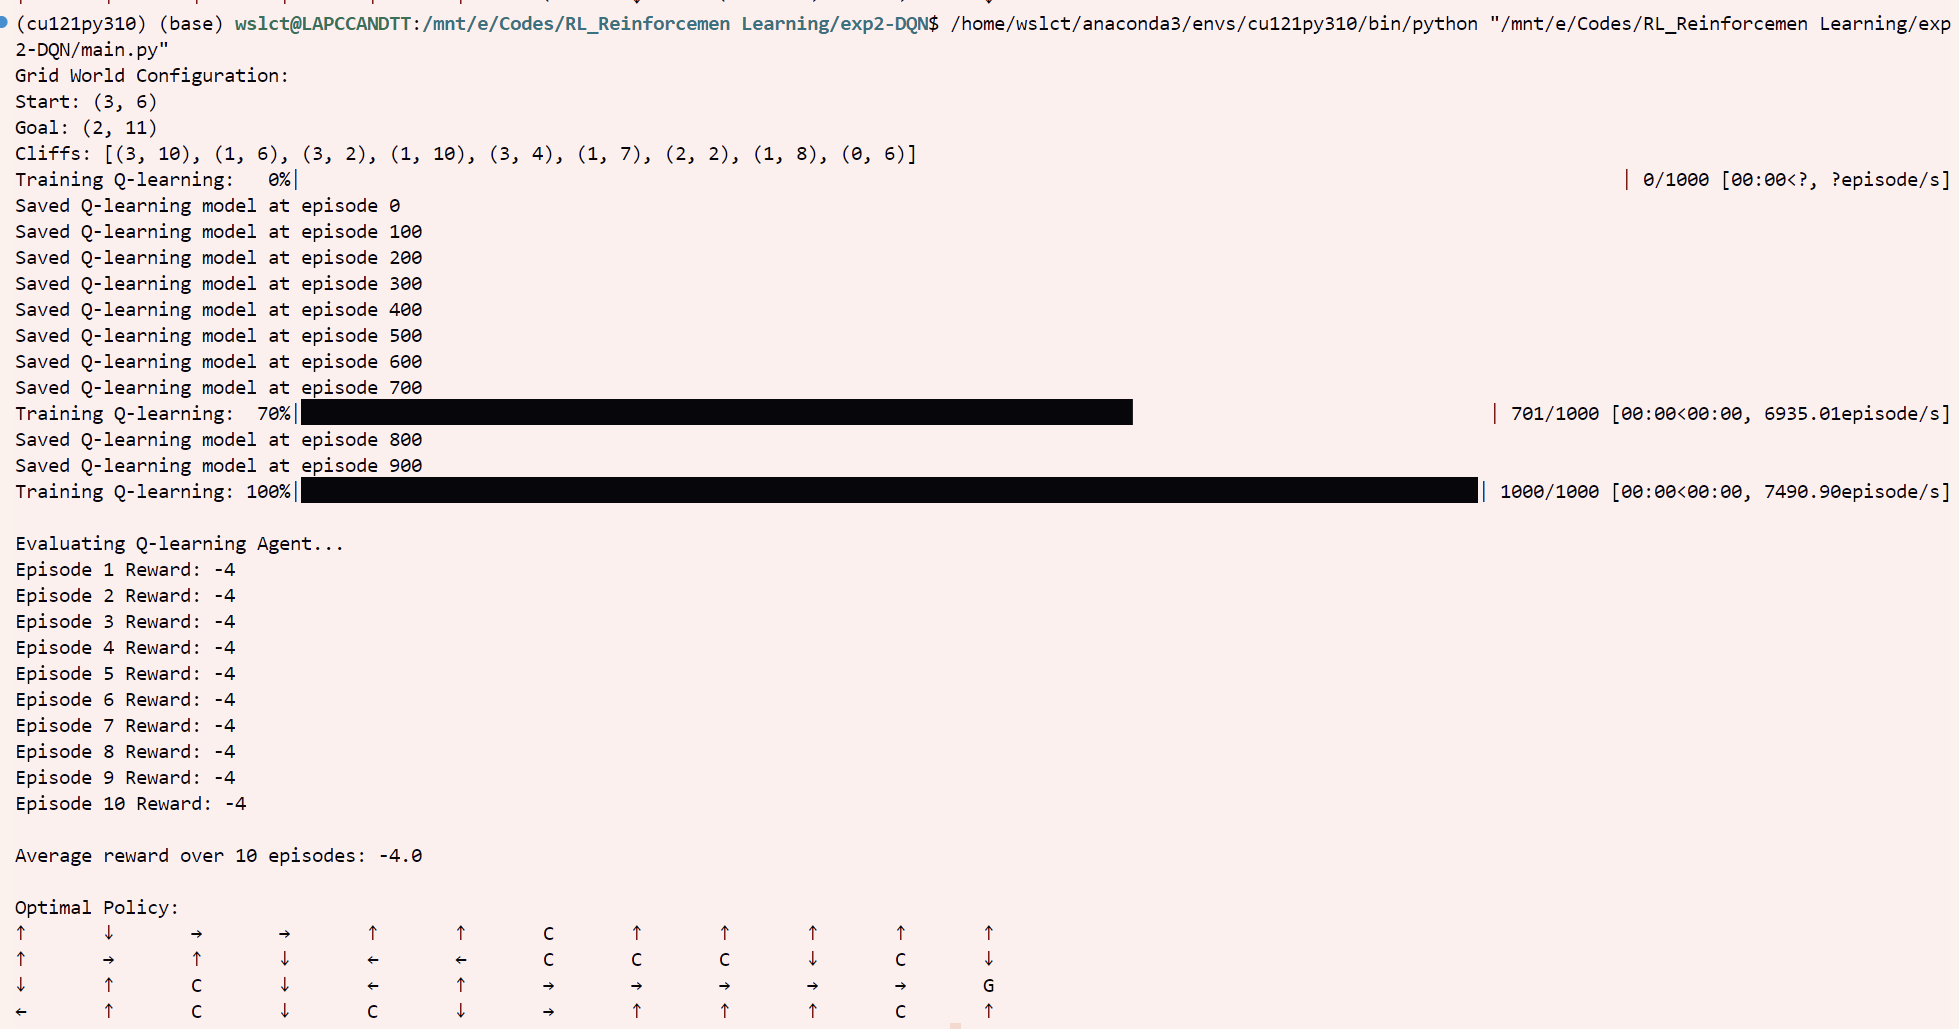 (cu121py310) (base) wslct@LAPCCANDTT:/mnt/e/Codes/RL_Reinforcemen Learning/exp2-DQN$ /home/wslct/anaconda3/envs/cu121py310/bin/python "/mnt/e/Codes/RL_Reinforcemen Learning/exp
2-DQN/main.py"
Grid World Configuration:
Start: (3, 6)
Goal: (2, 11)
Cliffs: [(3, 10), (1, 6), (3, 2), (1, 10), (3, 4), (1, 7), (2, 2), (1, 8), (0, 6)]
Training Q-learning:   0%|                    | 0/1000 [00:00<?, ?episode/s]
Saved Q-learning model at episode 0
Saved Q-learning model at episode 100
Saved Q-learning model at episode 200
Saved Q-learning model at episode 300
Saved Q-learning model at episode 400
Saved Q-learning model at episode 500
Saved Q-learning model at episode 600
Saved Q-learning model at episode 700
Training Q-learning:  70%|                    | 701/1000 [00:00<00:00, 6935.01episode/s]
Saved Q-learning model at episode 800
Saved Q-learning model at episode 900
Training Q-learning: 100%|                    | 1000/1000 [00:00<00:00, 7490.90episode/s]
Evaluating Q-learning Agent...
Episode 1 Reward: -4
Episode 2 Reward: -4
Episode 3 Reward: -4
Episode 4 Reward: -4
Episode 5 Reward: -4
Episode 6 Reward: -4
Episode 7 Reward: -4
Episode 8 Reward: -4
Episode 9 Reward: -4
Episode 10 Reward: -4
Average reward over 10 episodes: -4.0
Optimal Policy:
↑ ↓ → → ↑ ↑ C ↑ ↑ ↑ ↑ ↑
↑ → ↑ ↓ ← ← C C C ↓ C ↓
↓ ↑ C ↓ ← ↑ → → → → → G
← ↑ C ↓ C ↓ → ↑ ↑ ↑ C ↑